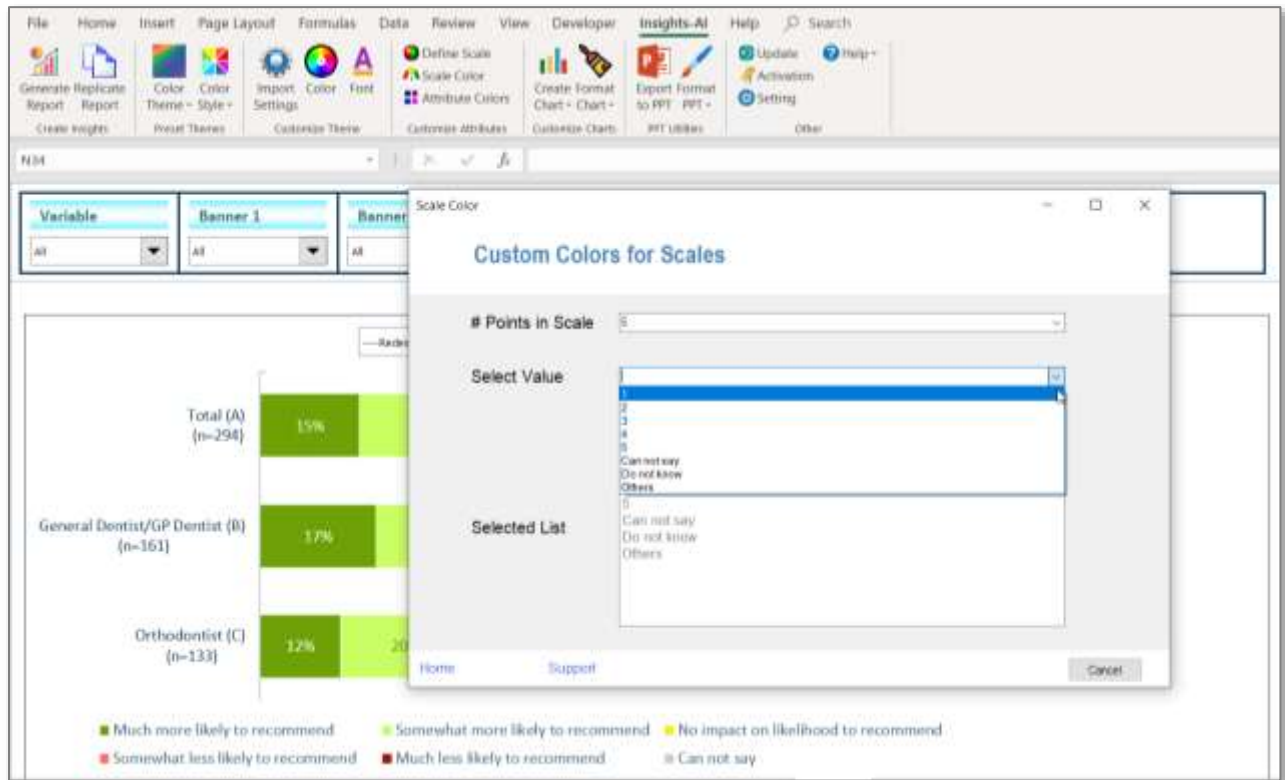 File Home Insert Page Layout Formulas Data Review View Developer Insights-AI Help Search
Generate Report
Replicate Report
Color Theme
Color Style
Import Settings
Color
Font
Define Scale
Scale Color
Attribute Colors
Create Chart
Format Chart
Export to PPT
Format PPT
Update
Activation
Setting
Help
Create Insights
Preset Themes
Customize Theme
Customize Attributes
Customize Charts
PPT Utilities
Other
N34
fx
Variable
Banner 1
Banner
All
All
All
Scale Color
Custom Colors for Scales
# Points in Scale
Select Value
1
2
3
4
5
Can not say
Do not know
Others
Selected List
5
Can not say
Do not know
Others
Home
Support
Cancel
Total (A)
(n=294)
15%
General Dentist/GP Dentist (B)
(n=161)
17%
Orthodontist (C)
(n=133)
12%
20
Much more likely to recommend
Somewhat more likely to recommend
No impact on likelihood to recommend
Somewhat less likely to recommend
Much less likely to recommend
Can not say